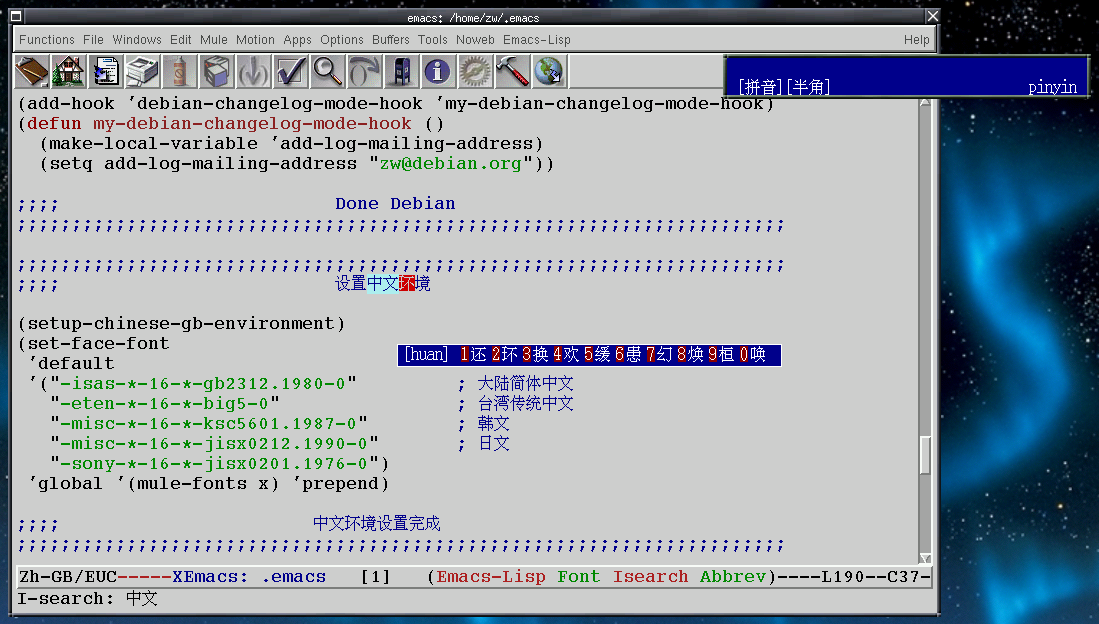 emacs: /home/zw/.emacs
Functions File Windows Edit Mule Motion Apps Options Buffers Tools Noweb Emacs-Lisp Help
[拼音][半角] pinyin
(add-hook ’debian-changelog-mode-hook ’my-debian-changelog-mode-hook)
(defun my-debian-changelog-mode-hook ()
(make-local-variable ’add-log-mailing-address)
(setq add-log-mailing-address "zw@debian.org"))
;;;; Done Debian
;;;;;;;;;;;;;;;;;;;;;;;;;;;;;;;;;;;;;;;;;;;;;;;;;;;;;;;;;;;;;;;;;;;;;;
;;;;;;;;;;;;;;;;;;;;;;;;;;;;;;;;;;;;;;;;;;;;;;;;;;;;;;;;;;;;;;;;;;;;;;
;;;; 设置中文环境
(setup-chinese-gb-environment)
(set-face-font
[huan] 1还 2环 3换 4欢 5缓 6患 7幻 8焕 9桓 0唤
’default
’("-isas-*-16-*-gb2312.1980-0" ; 大陆简体中文
"-eten-*-16-*-big5-0" ; 台湾传统中文
"-misc-*-16-*-ksc5601.1987-0" ; 韩文
"-misc-*-16-*-jisx0212.1990-0" ; 日文
"-sony-*-16-*-jisx0201.1976-0")
’global ’(mule-fonts x) ’prepend)
;;;; 中文环境设置完成
;;;;;;;;;;;;;;;;;;;;;;;;;;;;;;;;;;;;;;;;;;;;;;;;;;;;;;;;;;;;;;;;;;;;;;
Zh-GB/EUC-----XEmacs: .emacs [1] (Emacs-Lisp Font Isearch Abbrev)----L190--C37-
I-search: 中文